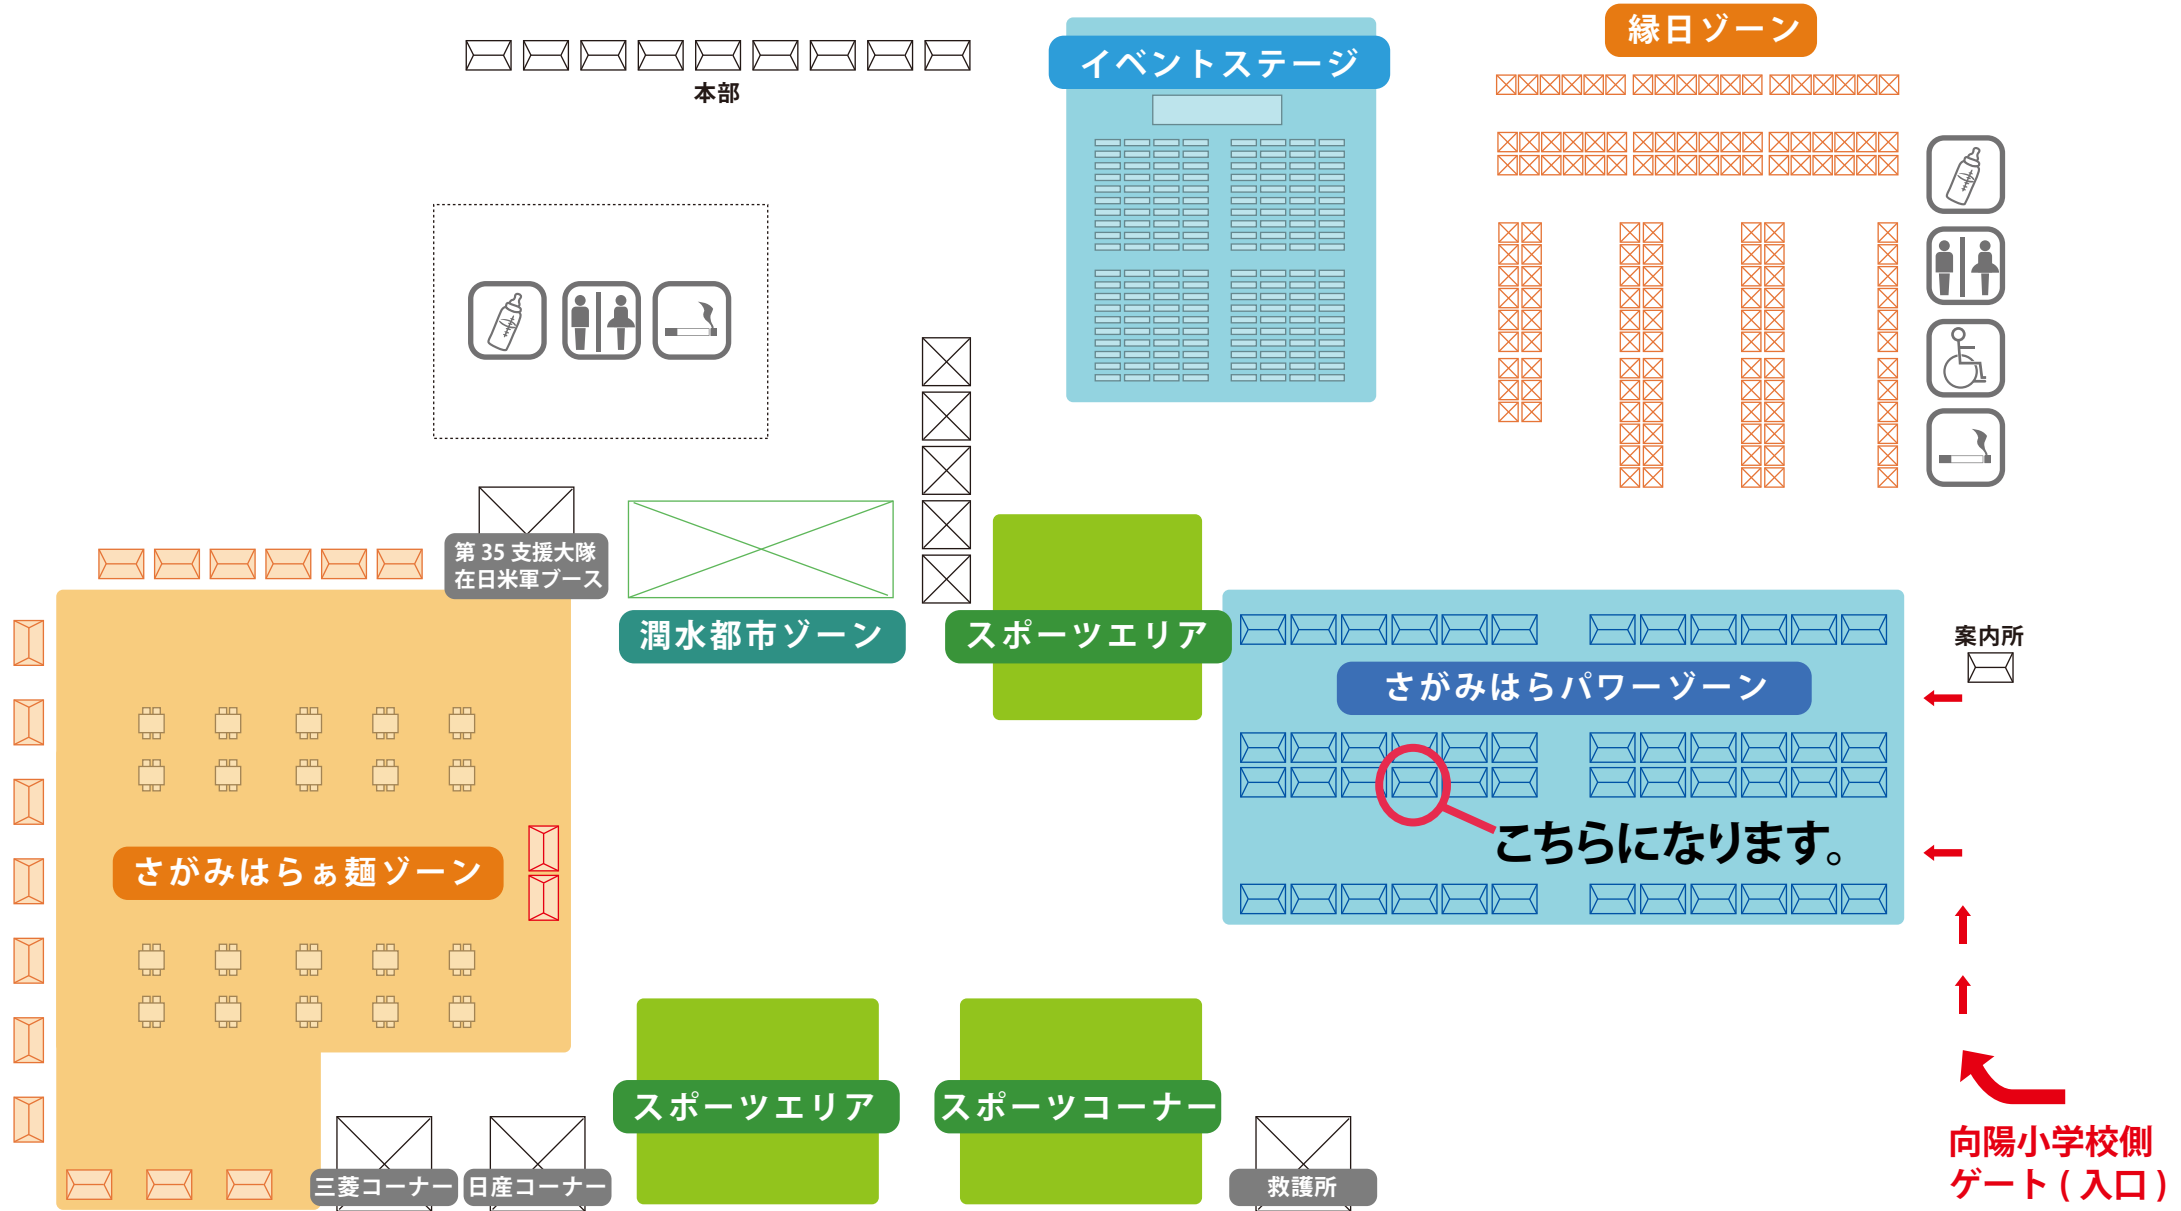 縁日ゾーン
イベントステージ
本部
第 35 支援大隊
在日米軍ブース
潤水都市ゾーン
スポーツエリア
案内所
さがみはらパワーゾーン
こちらになります。
さがみはらぁ麺ゾーン
スポーツエリア
スポーツコーナー
向陽小学校側
ゲート ( 入口 )
三菱コーナー
日産コーナー
救護所